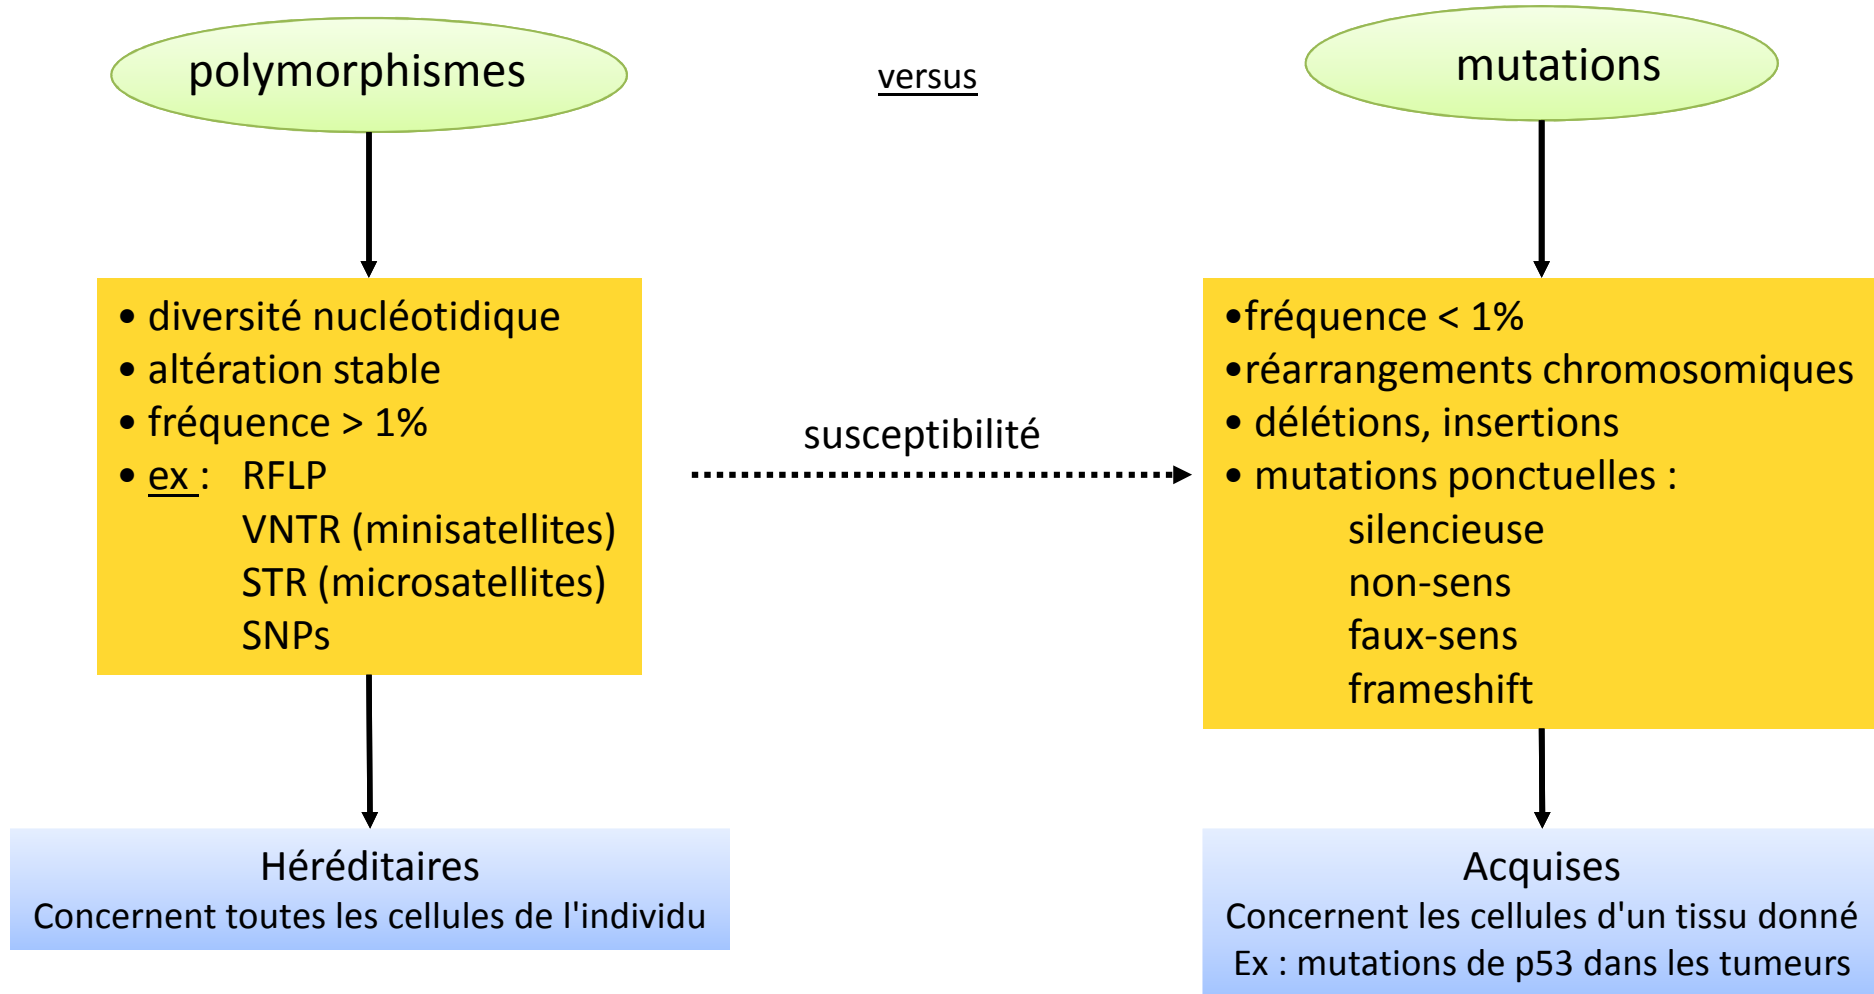 polymorphismes
versus
mutations
• diversité nucléotidique
• altération stable
• fréquence > 1%
• ex : RFLP
VNTR (minisatellites)
STR (microsatellites)
SNPs
susceptibilité
•fréquence < 1%
•réarrangements chromosomiques
• délétions, insertions
• mutations ponctuelles :
silencieuse
non-sens
faux-sens
frameshift
Héréditaires
Concernent toutes les cellules de l'individu
Acquises
Concernent les cellules d'un tissu donné
Ex : mutations de p53 dans les tumeurs